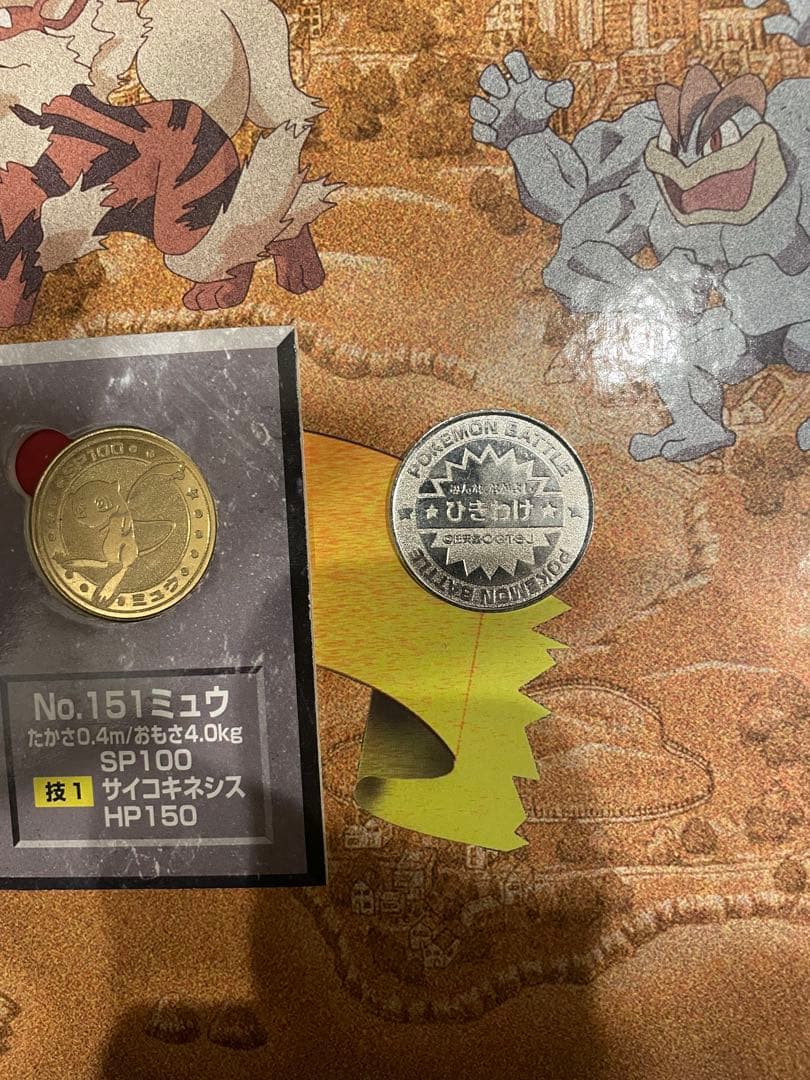 SP100
ミュウ
No.151ミュウ
たかさ0.4m/おもさ4.0kg
SP100
技1 サイコキネシス
HP150
POKEMON BATTLE
★ひきわけ★
POKEMON BATTLE